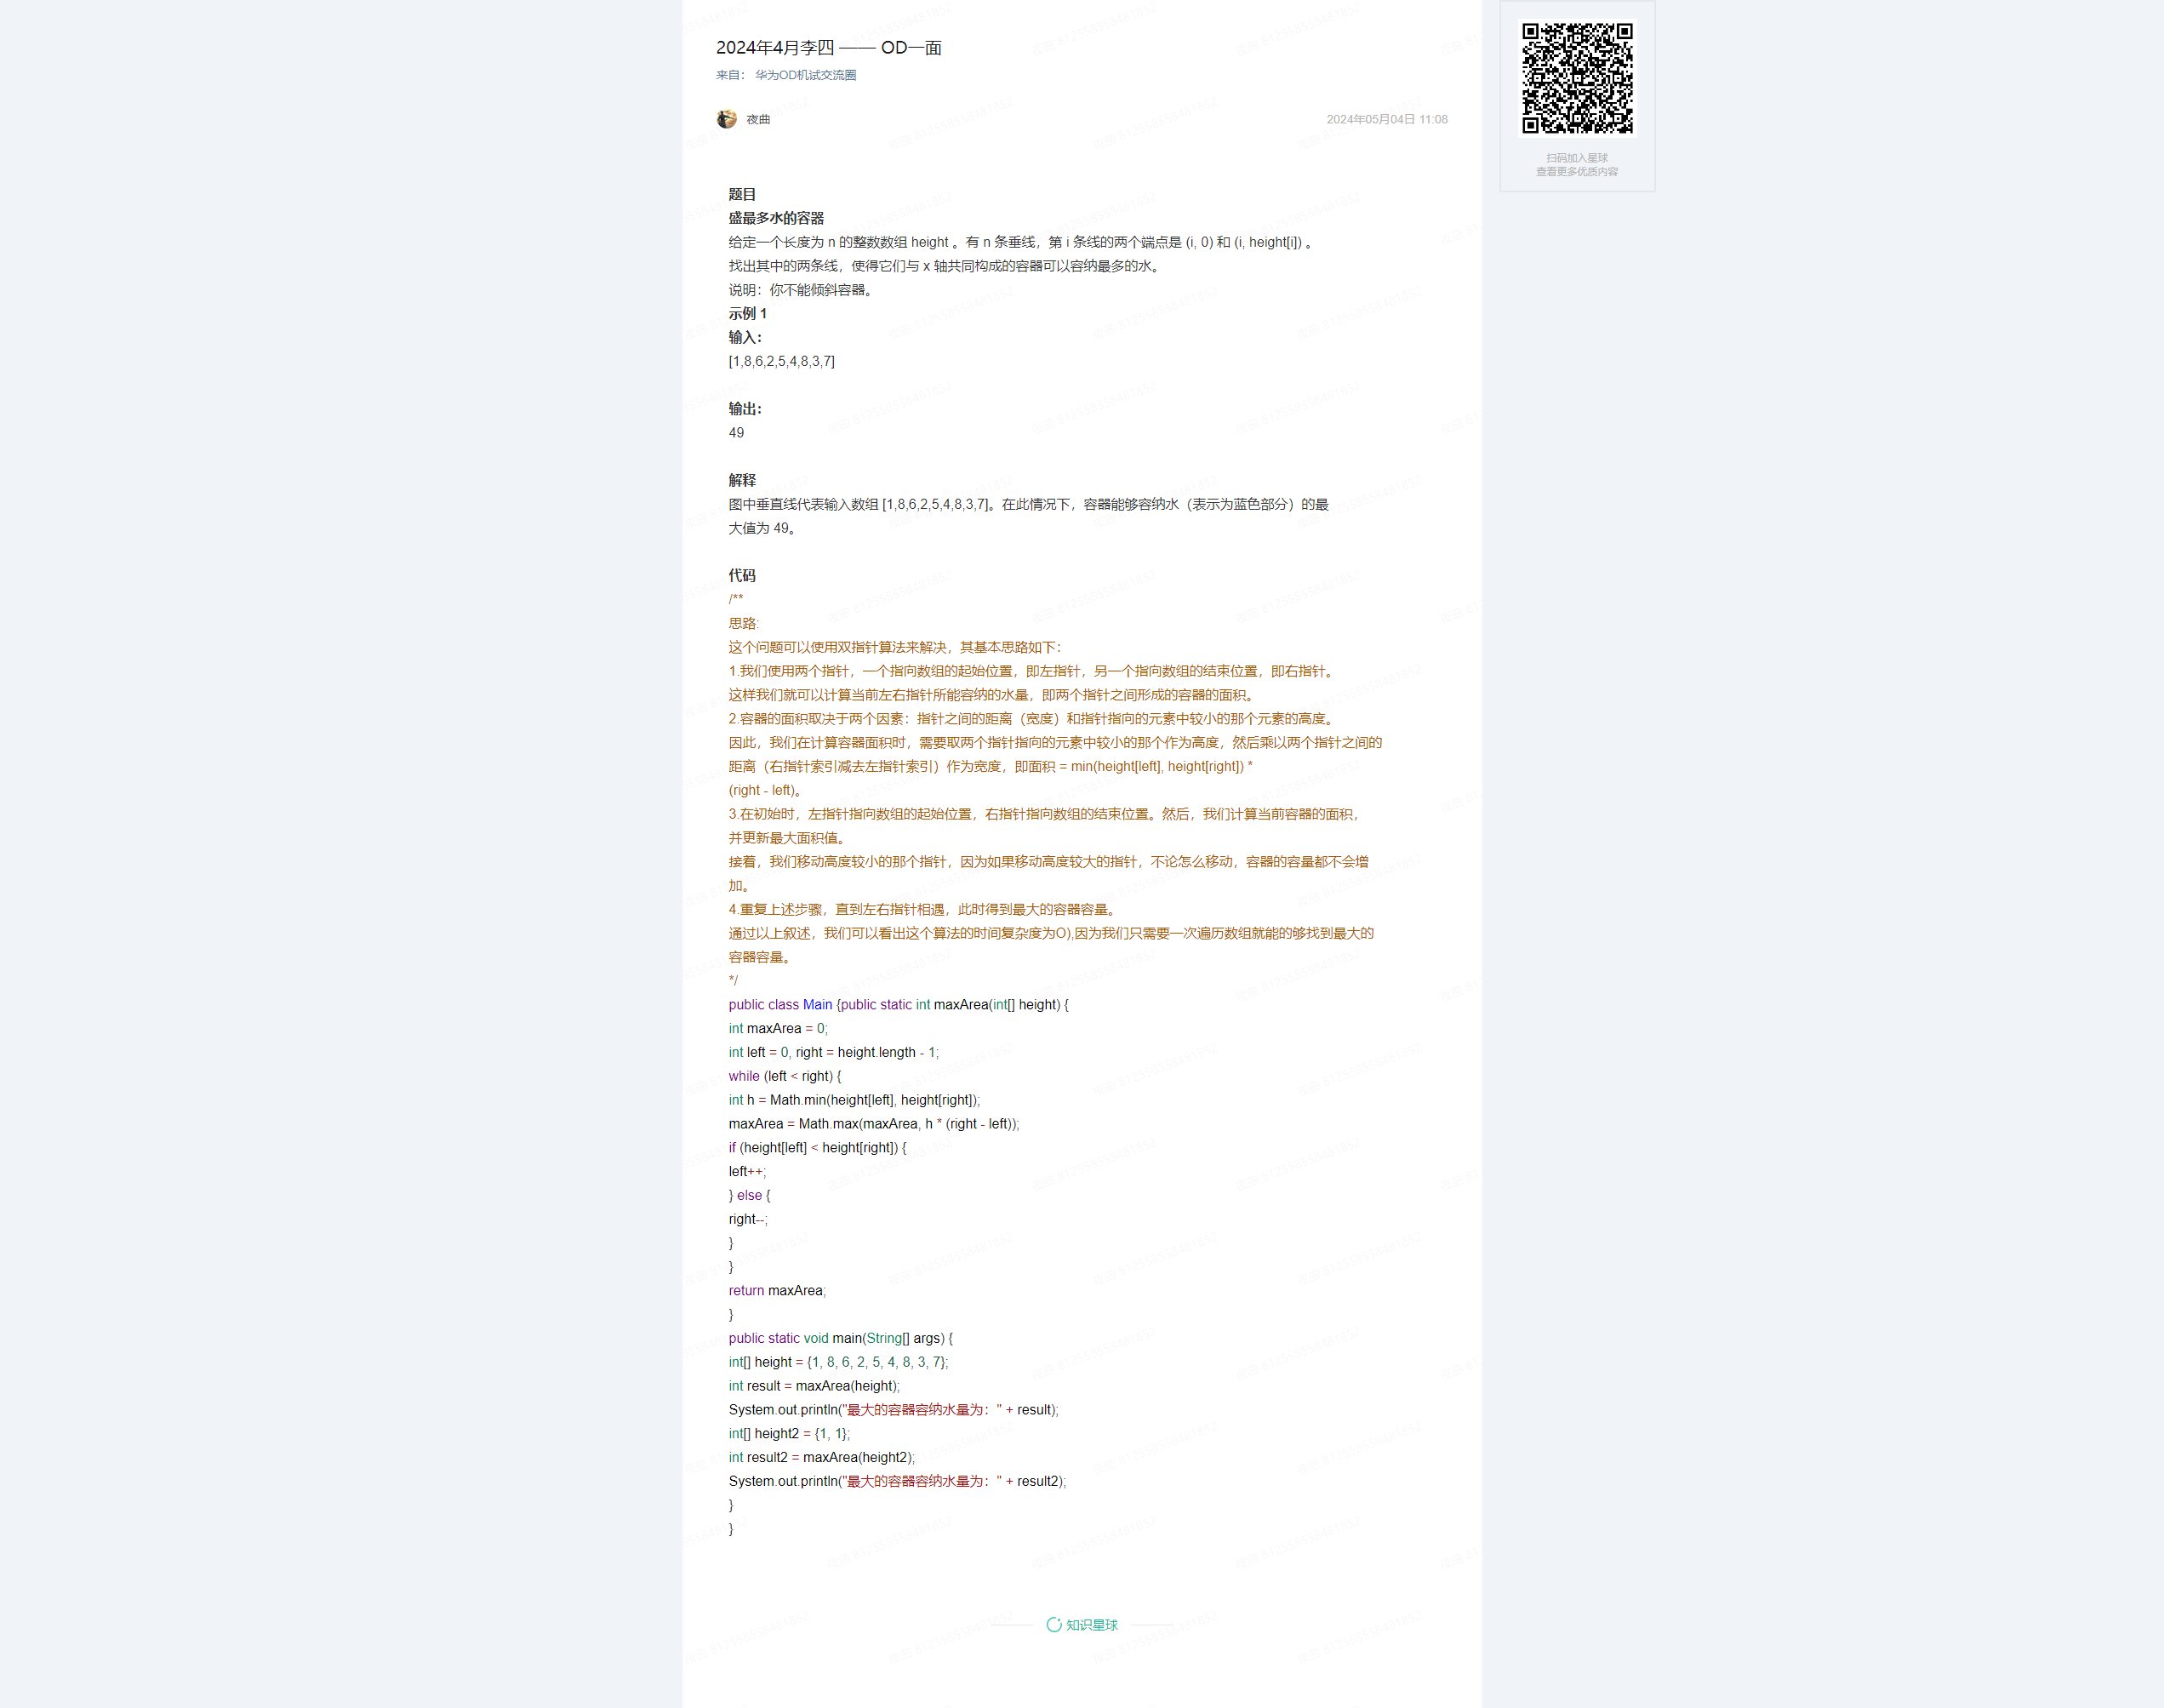 2024年4月李四 —— OD一面
来自： 华为OD机试交流圈
夜曲
2024年05月04日 11:08
扫码加入星球
查看更多优质内容
题目
盛最多水的容器
给定一个长度为 n 的整数数组 height 。有 n 条垂线，第 i 条线的两个端点是 (i, 0) 和 (i, height[i]) 。
找出其中的两条线，使得它们与 x 轴共同构成的容器可以容纳最多的水。
说明：你不能倾斜容器。
示例 1
输入：
[1,8,6,2,5,4,8,3,7]
输出：
49
解释
图中垂直线代表输入数组 [1,8,6,2,5,4,8,3,7]。在此情况下，容器能够容纳水（表示为蓝色部分）的最
大值为 49。
代码
/**
思路:
这个问题可以使用双指针算法来解决，其基本思路如下：
1.我们使用两个指针，一个指向数组的起始位置，即左指针，另一个指向数组的结束位置，即右指针。
这样我们就可以计算当前左右指针所能容纳的水量，即两个指针之间形成的容器的面积。
2.容器的面积取决于两个因素：指针之间的距离（宽度）和指针指向的元素中较小的那个元素的高度。
因此，我们在计算容器面积时，需要取两个指针指向的元素中较小的那个作为高度，然后乘以两个指针之间的
距离（右指针索引减去左指针索引）作为宽度，即面积 = min(height[left], height[right]) *
(right - left)。
3.在初始时，左指针指向数组的起始位置，右指针指向数组的结束位置。然后，我们计算当前容器的面积，
并更新最大面积值。
接着，我们移动高度较小的那个指针，因为如果移动高度较大的指针，不论怎么移动，容器的容量都不会增
加。
4.重复上述步骤，直到左右指针相遇，此时得到最大的容器容量。
通过以上叙述，我们可以看出这个算法的时间复杂度为O),因为我们只需要一次遍历数组就能的够找到最大的
容器容量。
*/
public class Main {public static int maxArea(int[] height) {
int maxArea = 0;
int left = 0, right = height.length - 1;
while (left < right) {
int h = Math.min(height[left], height[right]);
maxArea = Math.max(maxArea, h * (right - left));
if (height[left] < height[right]) {
left++;
} else {
right--;
}
}
return maxArea;
}
public static void main(String[] args) {
int[] height = {1, 8, 6, 2, 5, 4, 8, 3, 7};
int result = maxArea(height);
System.out.println("最大的容器容纳水量为：" + result);
int[] height2 = {1, 1};
int result2 = maxArea(height2);
System.out.println("最大的容器容纳水量为：" + result2);
}
}
知识星球